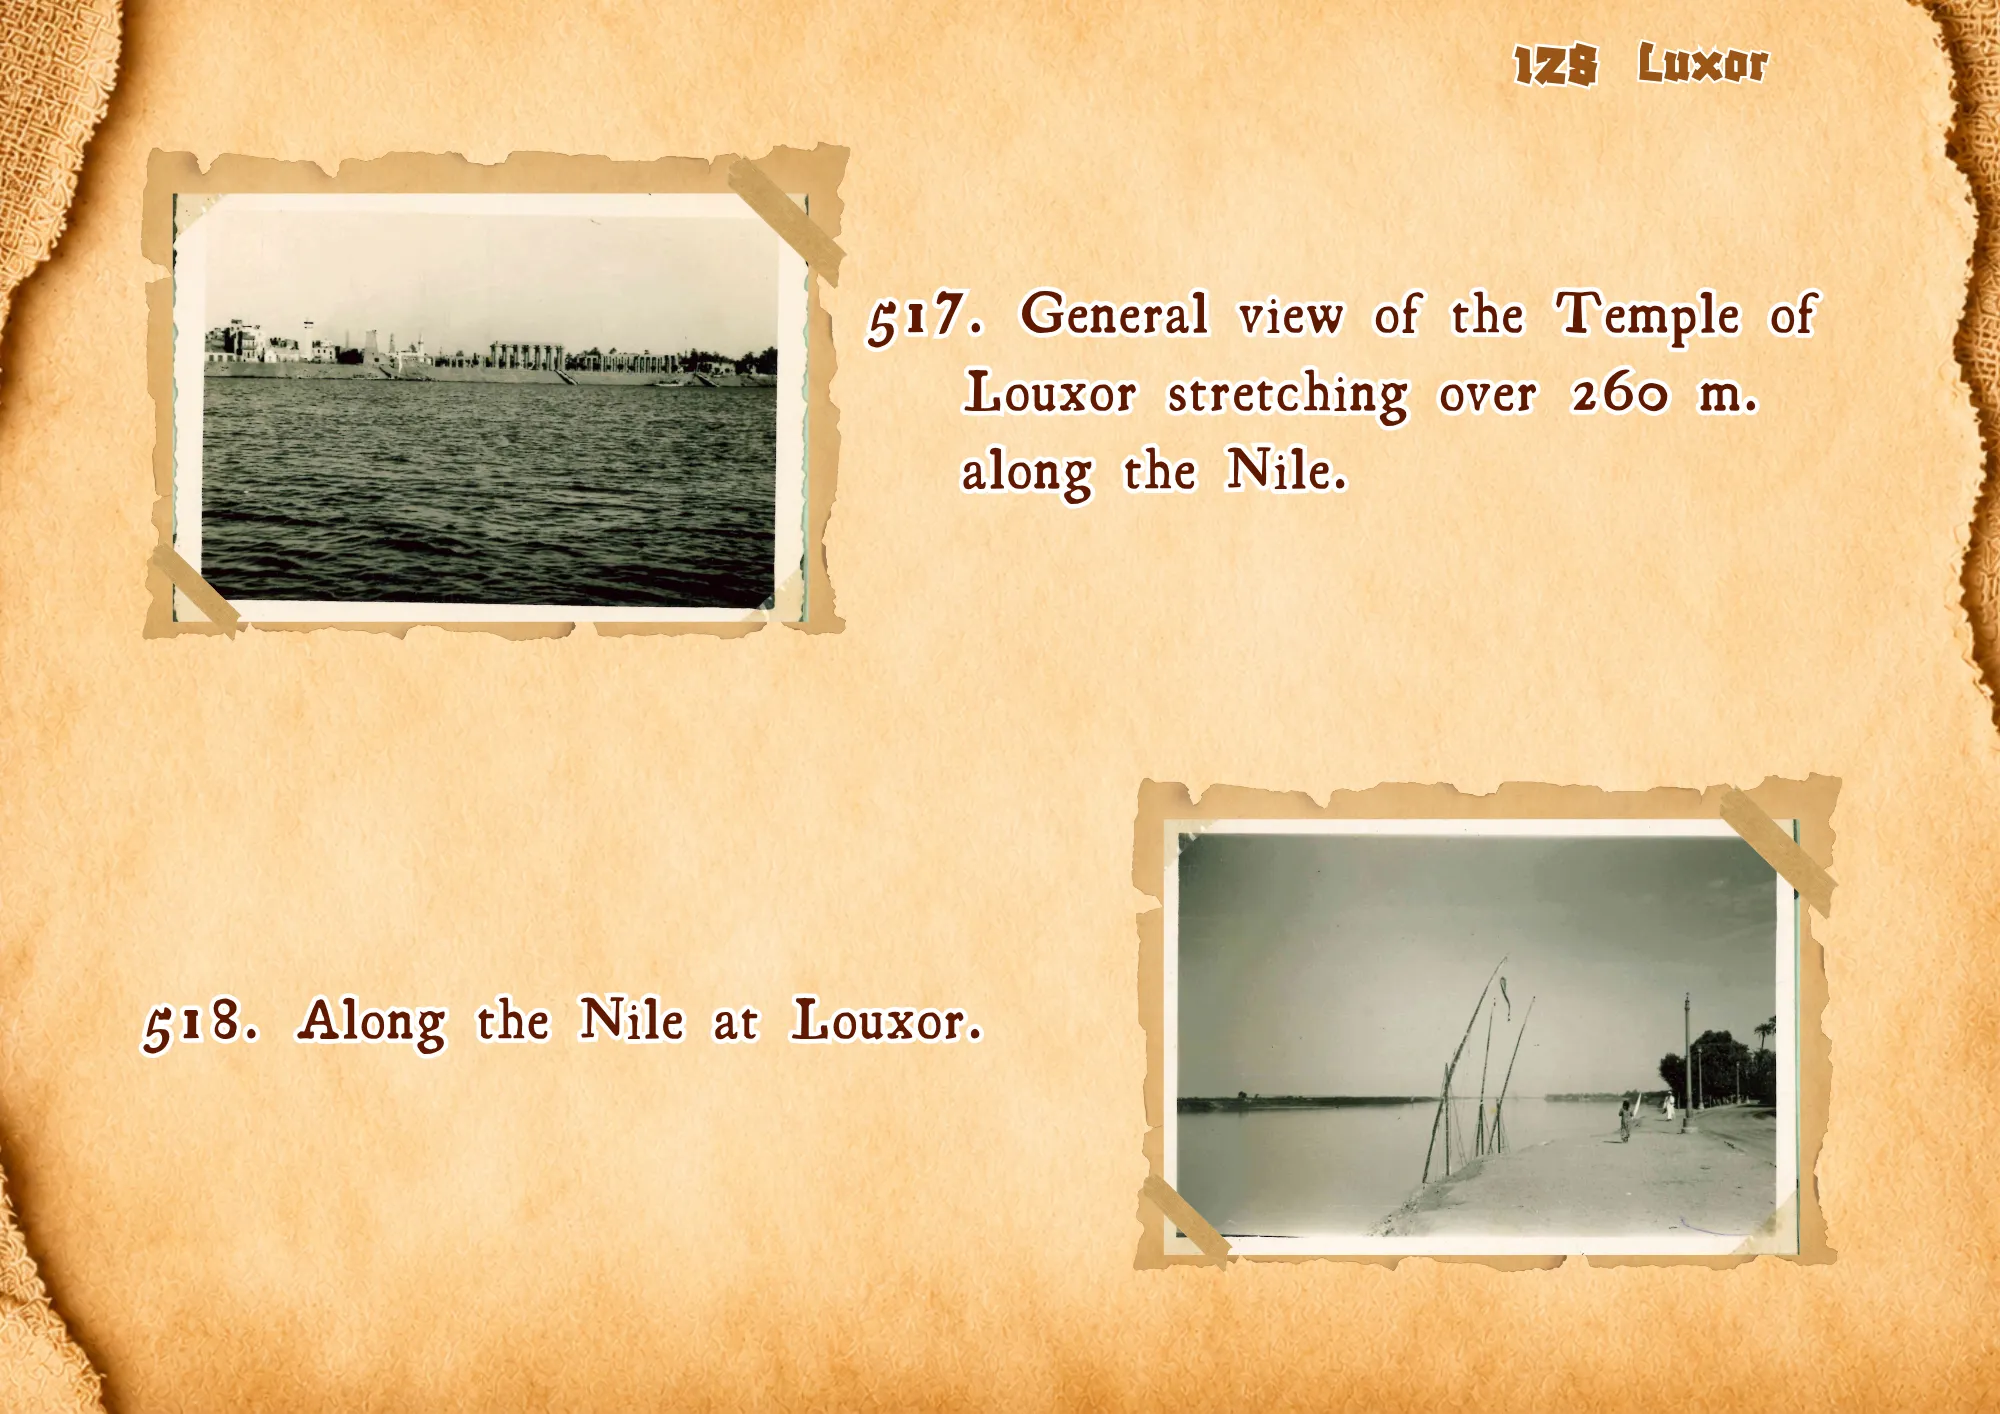 128 Luxor
517. General view of the Temple of
Louxor stretching over 260 m.
along the Nile.
518. Along the Nile at Louxor.